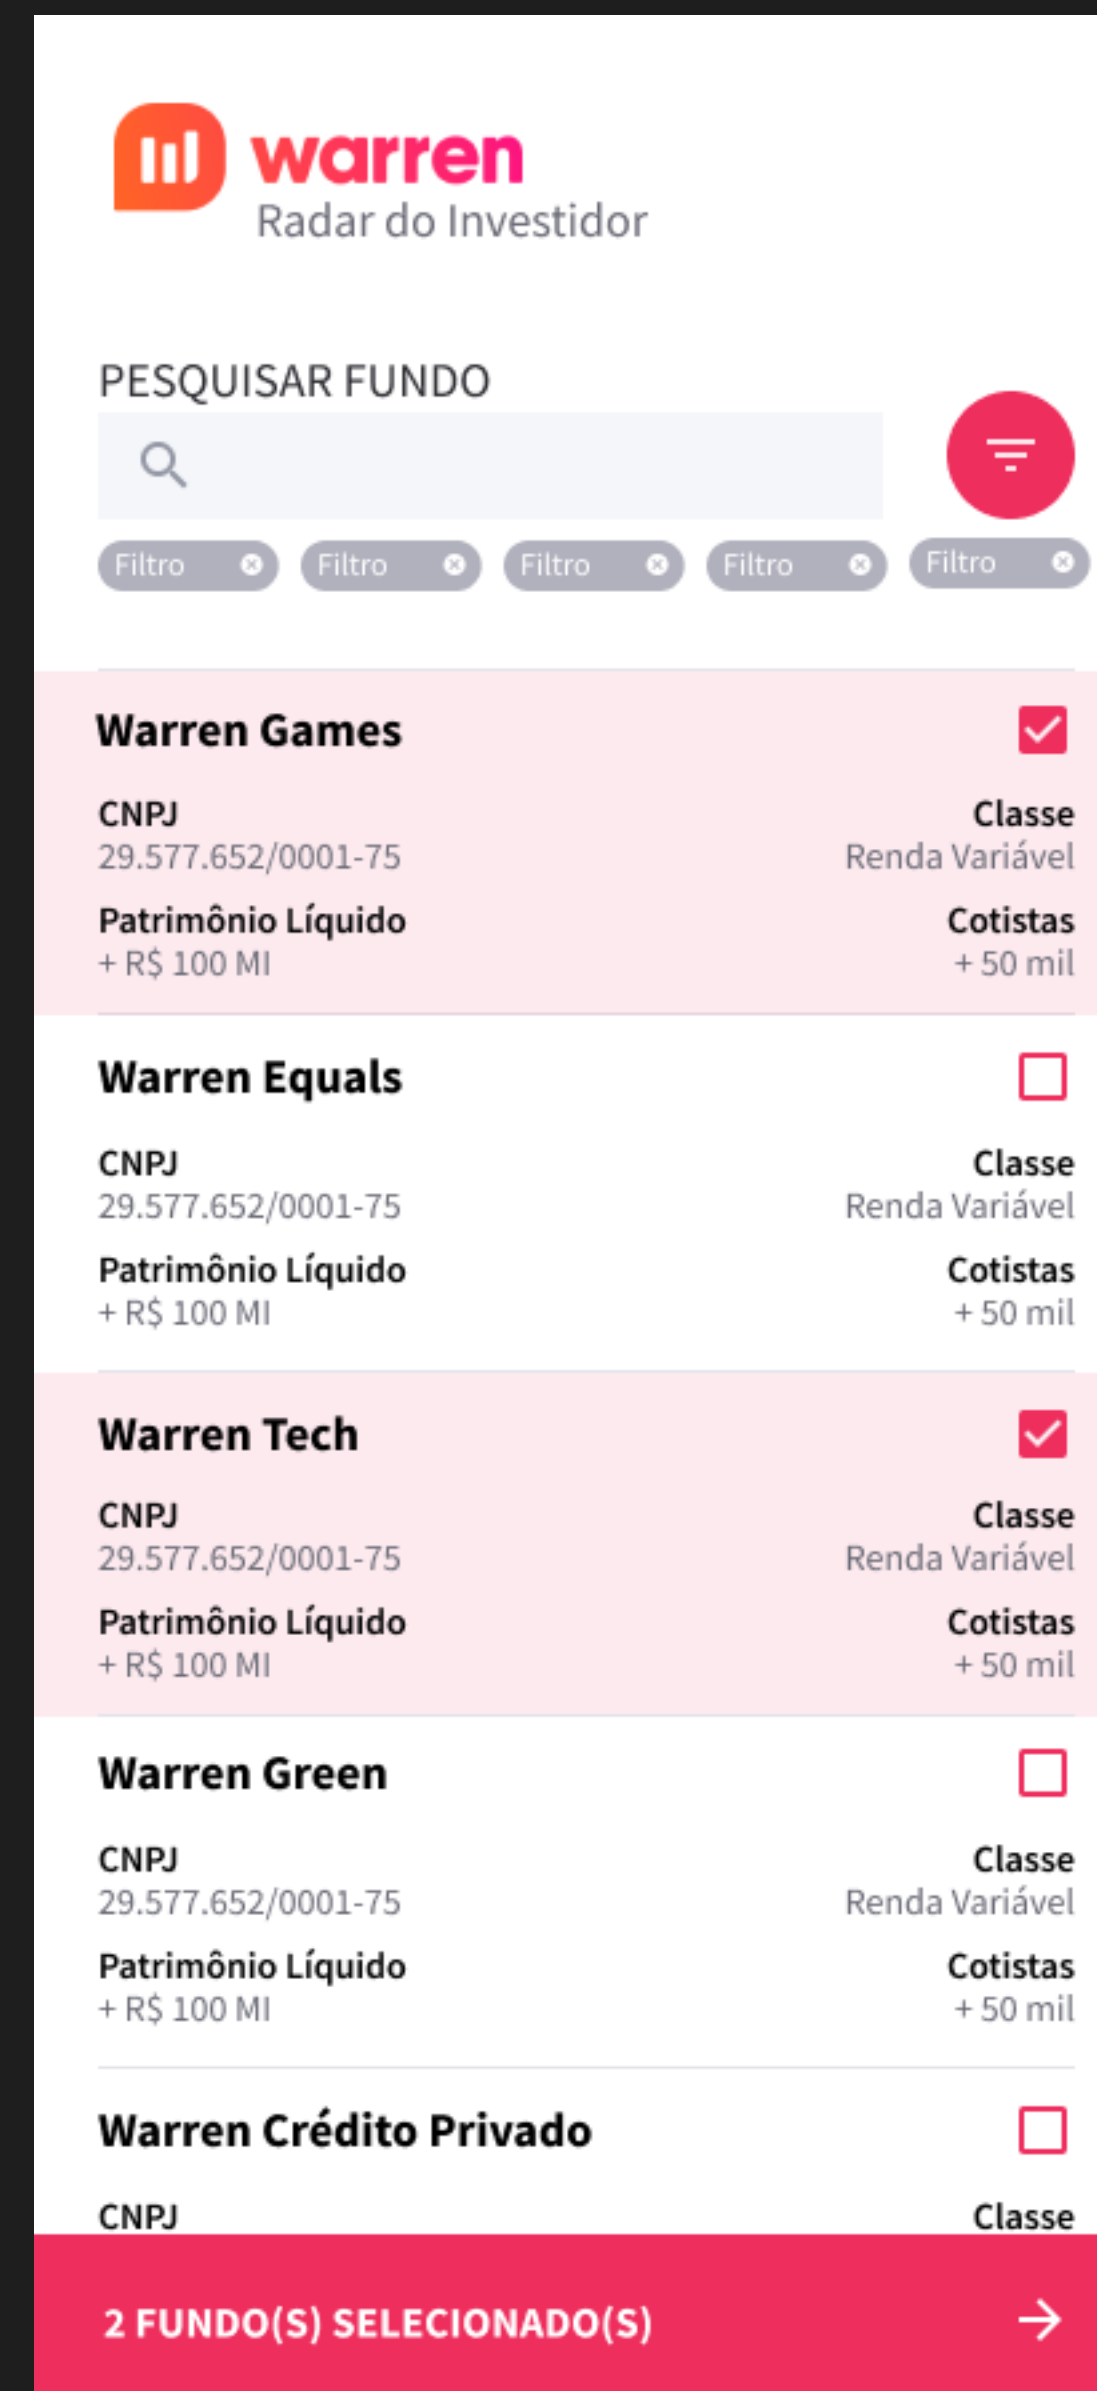 warren
Radar do Investidor
PESQUISAR FUNDO
Filtro Filtro Filtro Filtro Filtro
Warren Games
CNPJ Classe
29.577.652/0001-75 Renda Variável
Patrimônio Líquido Cotistas
+ R$ 100 MI + 50 mil
Warren Equals
CNPJ Classe
29.577.652/0001-75 Renda Variável
Patrimônio Líquido Cotistas
+ R$ 100 MI + 50 mil
Warren Tech
CNPJ Classe
29.577.652/0001-75 Renda Variável
Patrimônio Líquido Cotistas
+ R$ 100 MI + 50 mil
Warren Green
CNPJ Classe
29.577.652/0001-75 Renda Variável
Patrimônio Líquido Cotistas
+ R$ 100 MI + 50 mil
Warren Crédito Privado
CNPJ Classe
2 FUNDO(S) SELECIONADO(S)